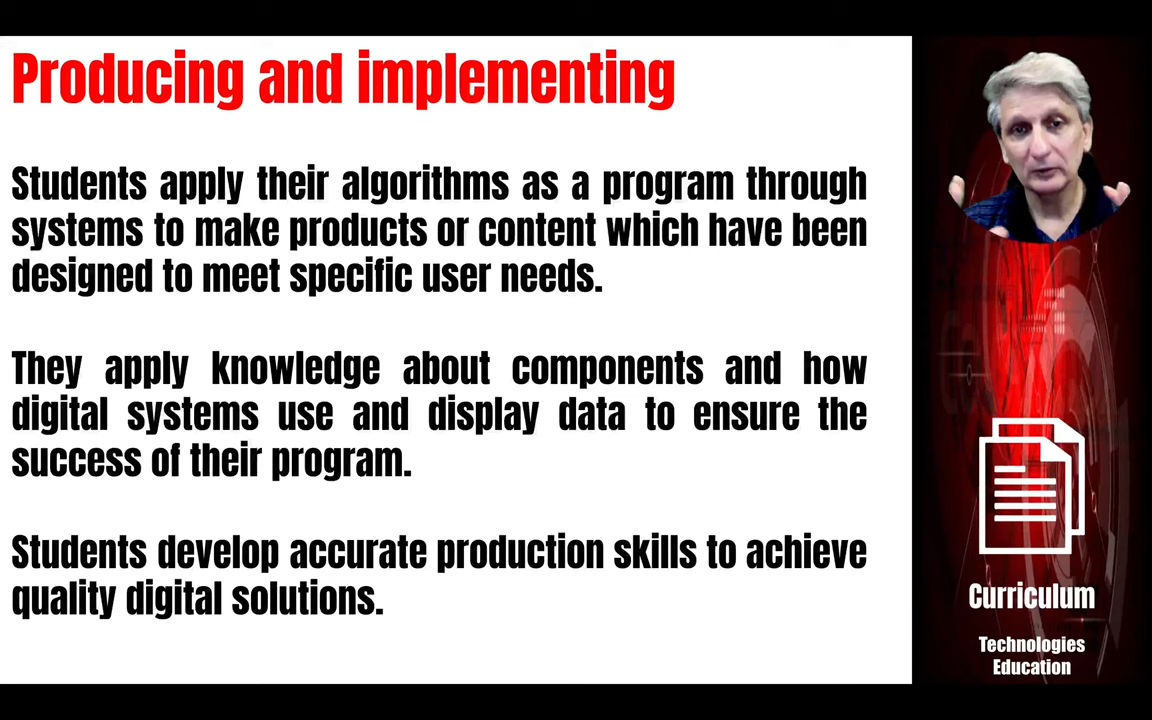 Producing and implementing
Students apply their algorithms as a program through
systems to make products or content which have been
designed to meet specific user needs.
They apply knowledge about components and how
digital systems use and display data to ensure the
success of their program.
Students develop accurate production skills to achieve
quality digital solutions.
Curriculum
Technologies
Education